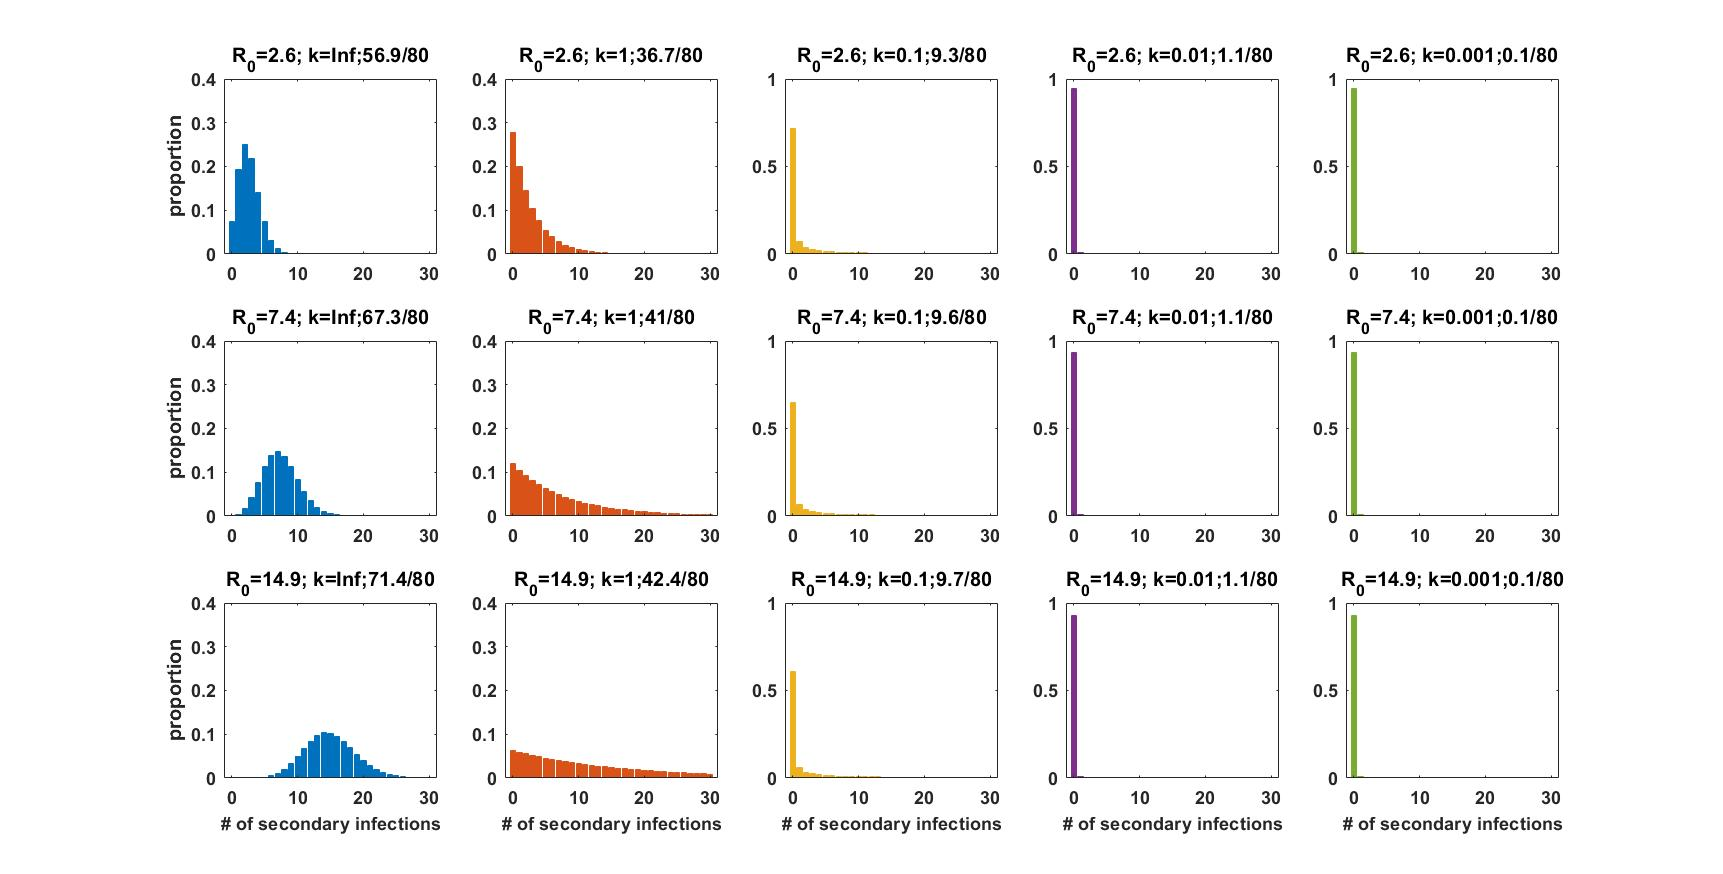 R0=2.6; k=Inf;56.9/80
R0=2.6; k=1;36.7/80
R0=2.6; k=0.1;9.3/80
R0=2.6; k=0.01;1.1/80
R0=2.6; k=0.001;0.1/80
proportion
0.4
0.3
0.2
0.1
0
0 10 20 30
0.4
0.3
0.2
0.1
0
0 10 20 30
1
0.5
0
0 10 20 30
1
0.5
0
0 10 20 30
1
0.5
0
0 10 20 30
R0=7.4; k=Inf;67.3/80
R0=7.4; k=1;41/80
R0=7.4; k=0.1;9.6/80
R0=7.4; k=0.01;1.1/80
R0=7.4; k=0.001;0.1/80
proportion
0.4
0.3
0.2
0.1
0
0 10 20 30
0.4
0.3
0.2
0.1
0
0 10 20 30
1
0.5
0
0 10 20 30
1
0.5
0
0 10 20 30
1
0.5
0
0 10 20 30
R0=14.9; k=Inf;71.4/80
R0=14.9; k=1;42.4/80
R0=14.9; k=0.1;9.7/80
R0=14.9; k=0.01;1.1/80
R0=14.9; k=0.001;0.1/80
proportion
0.4
0.3
0.2
0.1
0
0 10 20 30
# of secondary infections
0.4
0.3
0.2
0.1
0
0 10 20 30
# of secondary infections
1
0.5
0
0 10 20 30
# of secondary infections
1
0.5
0
0 10 20 30
# of secondary infections
1
0.5
0
0 10 20 30
# of secondary infections